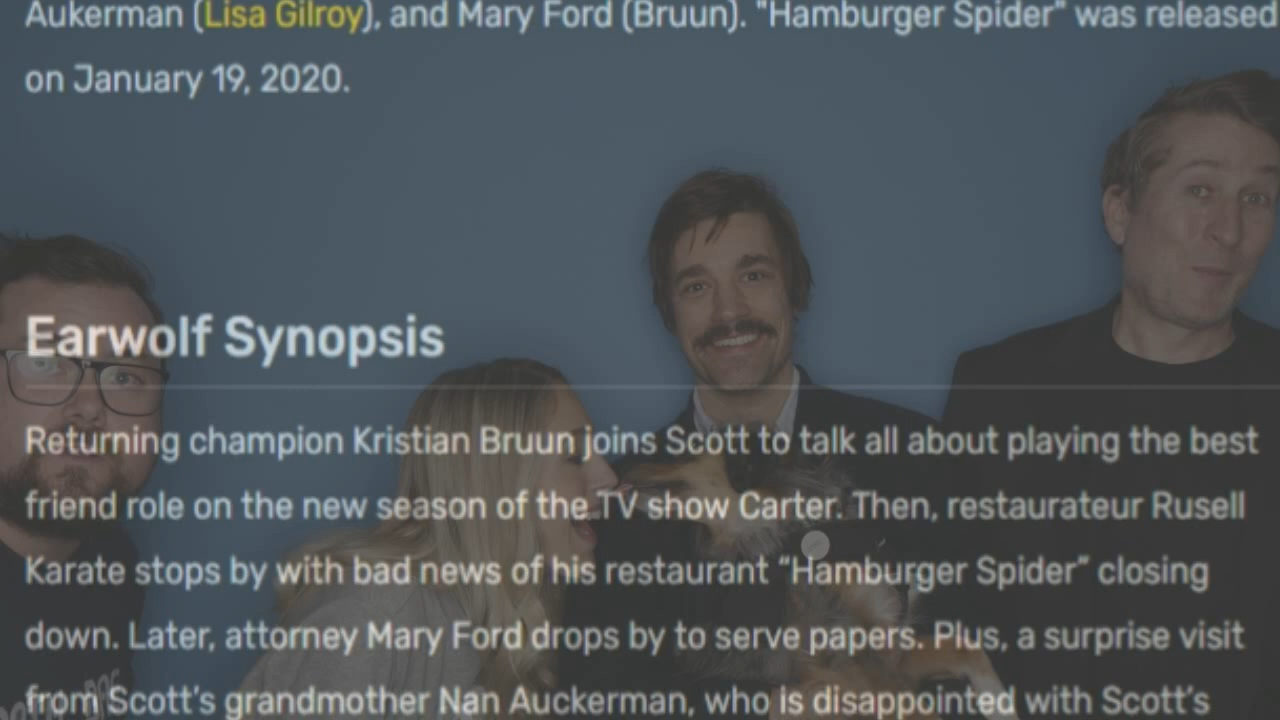 Aukerman (Lisa Gilroy), and Mary Ford (Bruun). "Hamburger Spider" was released
on January 19, 2020.
Earwolf Synopsis
Returning champion Kristian Bruun joins Scott to talk all about playing the best
friend role on the new season of the TV show Carter. Then, restaurateur Rusell
Karate stops by with bad news of his restaurant “Hamburger Spider” closing
down. Later, attorney Mary Ford drops by to serve papers. Plus, a surprise visit
from Scott's grandmother Nan Auckerman, who is disappointed with Scott's